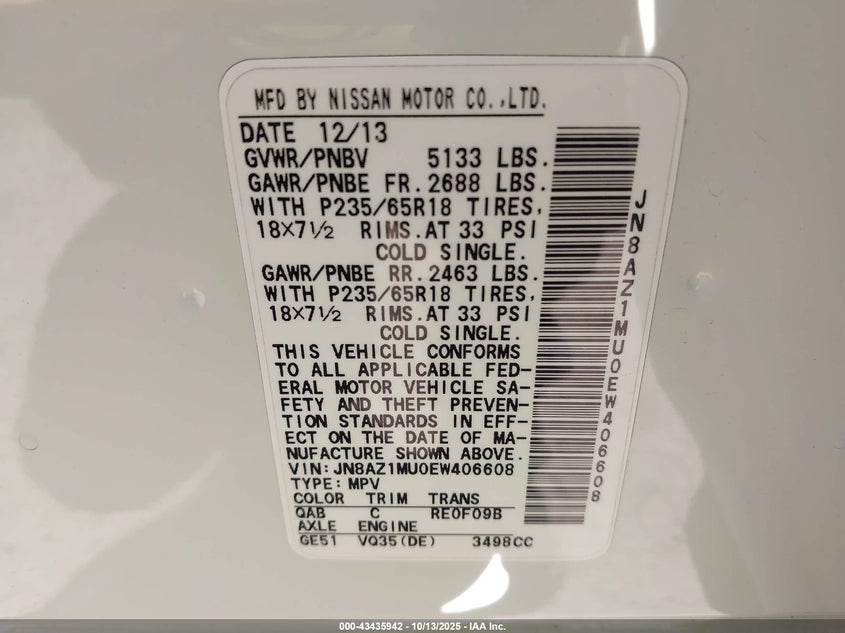 MFD BY NISSAN MOTOR CO.,LTD.
DATE 12/13
GVWR/PNBV 5133 LBS.
GAWR/PNBE FR. 2688 LBS.
WITH P235/65R18 TIRES,
18×7½ RIMS. AT 33 PSI
COLD SINGLE.
GAWR/PNBE RR. 2463 LBS.
WITH P235/65R18 TIRES,
18×7½ RIMS. AT 33 PSI
COLD SINGLE.
THIS VEHICLE CONFORMS
TO ALL APPLICABLE FED-
ERAL MOTOR VEHICLE SA-
FETY AND THEFT PREVEN-
TION STANDARDS IN EFF-
ECT ON THE DATE OF MA-
NUFACTURE SHOWN ABOVE.
VIN:JN8AZ1MU0EW406608
TYPE:MPV
COLOR TRIM TRANS
QAB C RE0F09B
AXLE ENGINE
GE51 VQ35(DE) 3498CC
JN8AZ1MU0EW406608
000-43435942 - 10/13/2025 - IAA Inc.